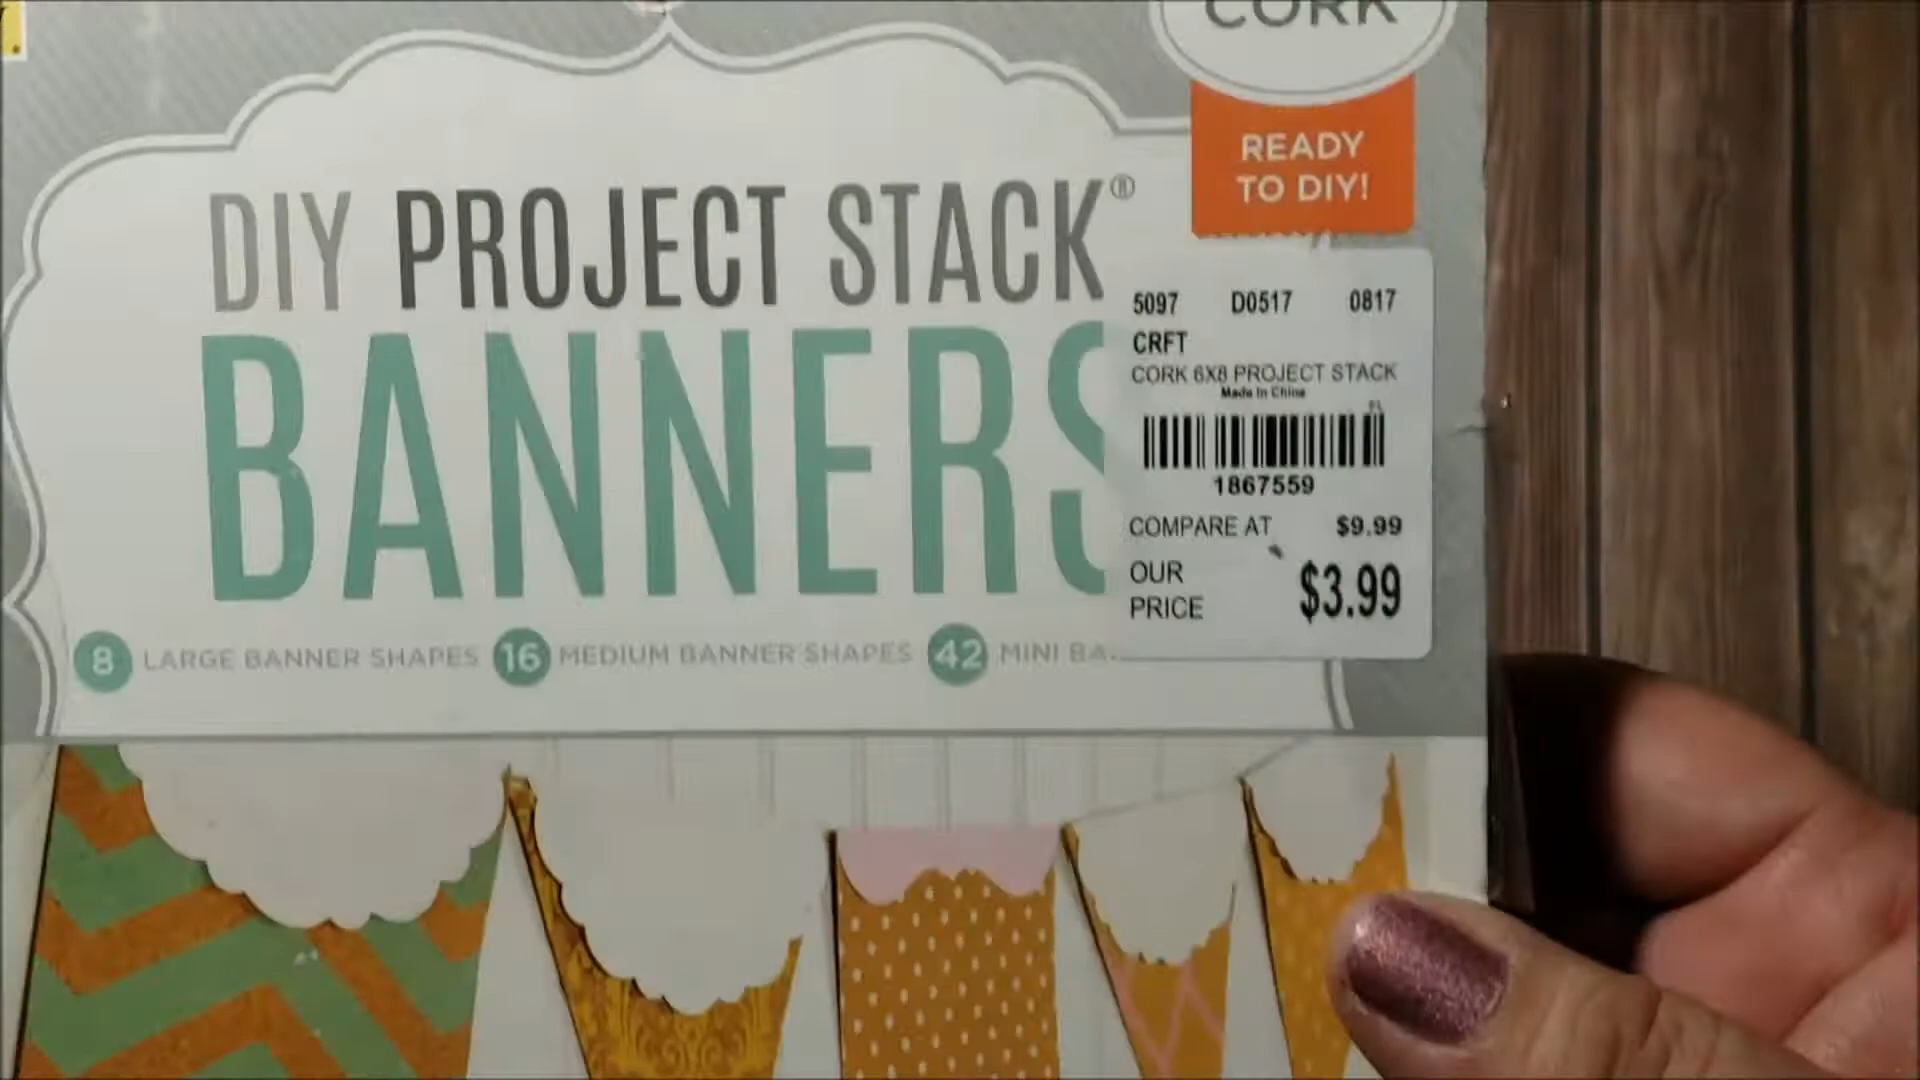 CORK
READY
TO DIY!
DIY PROJECT STACK®
BANNERS
8 LARGE BANNER SHAPES 16 MEDIUM BANNER SHAPES 42 MINI
5097 D0517 0817
CRFT
CORK 6X8 PROJECT STACK
Made In China
1867559
COMPARE AT $9.99
OUR
PRICE $3.99